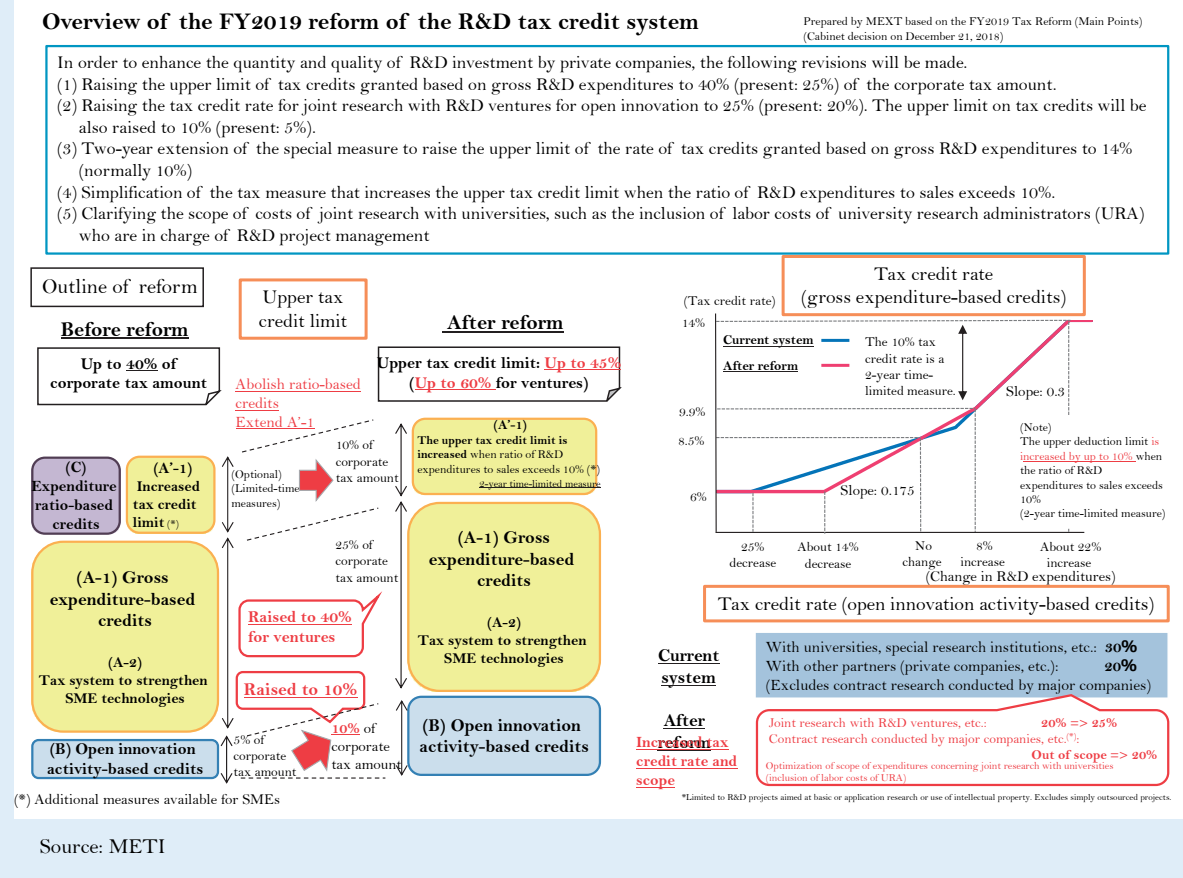 Overview of the FY2019 reform of the R&D tax credit system
Prepared by MEXT based on the FY2019 Tax Reform (Main Points)
(Cabinet decision on December 21, 2018)
In order to enhance the quantity and quality of R&D investment by private companies, the following revisions will be made.
(1) Raising the upper limit of tax credits granted based on gross R&D expenditures to 40% (present: 25%) of the corporate tax amount.
(2) Raising the tax credit rate for joint research with R&D ventures for open innovation to 25% (present: 20%). The upper limit on tax credits will be
also raised to 10% (present: 5%).
(3) Two-year extension of the special measure to raise the upper limit of the rate of tax credits granted based on gross R&D expenditures to 14%
(normally 10%)
(4) Simplification of the tax measure that increases the upper tax credit limit when the ratio of R&D expenditures to sales exceeds 10%.
(5) Clarifying the scope of costs of joint research with universities, such as the inclusion of labor costs of university research administrators (URA)
who are in charge of R&D project management
Outline of reform
Upper tax
credit limit
Before reform
After reform
Up to 40% of
corporate tax amount
Upper tax credit limit: Up to 45%
(Up to 60% for ventures)
Abolish ratio-based
credits
Extend A'-1
(C)
Expenditure
ratio-based
credits
(A'-1)
Increased
tax credit
limit (*)
(Optional)
(Limited-time
measures)
10% of
corporate
tax amount
(A'-1)
The upper tax credit limit is
increased when ratio of R&D
expenditures to sales exceeds 10% (*)
2-year time-limited measure
(A-1) Gross
expenditure-based
credits
(A-2)
Tax system to strengthen
SME technologies
25% of
corporate
tax amount
Raised to 40%
for ventures
(A-1) Gross
expenditure-based
credits
(A-2)
Tax system to strengthen
SME technologies
Raised to 10%
(B) Open innovation
activity-based credits
5% of
corporate
tax amount
10% of
corporate
tax amount
(B) Open innovation
activity-based credits
(*) Additional measures available for SMEs
Tax credit rate
(gross expenditure-based credits)
(Tax credit rate)
14%
9.9%
8.5%
6%
Current system
After reform
The 10% tax
credit rate is a
2-year time-
limited measure.
Slope: 0.3
Slope: 0.175
(Note)
The upper deduction limit is
increased by up to 10% when
the ratio of R&D
expenditures to sales exceeds
10%
(2-year time-limited measure)
25%
decrease
About 14%
decrease
No
change
8%
increase
About 22%
increase
(Change in R&D expenditures)
Tax credit rate (open innovation activity-based credits)
Current
system
With universities, special research institutions, etc.: 30%
With other partners (private companies, etc.): 20%
(Excludes contract research conducted by major companies)
After
reform
Increased tax
credit rate and
scope
Joint research with R&D ventures, etc.: 20% => 25%
Contract research conducted by major companies, etc.(*):
Out of scope => 20%
Optimization of scope of expenditures concerning joint research with universities
(inclusion of labor costs of URA)
*Limited to R&D projects aimed at basic or application research or use of intellectual property. Excludes simply outsourced projects.
Source: METI